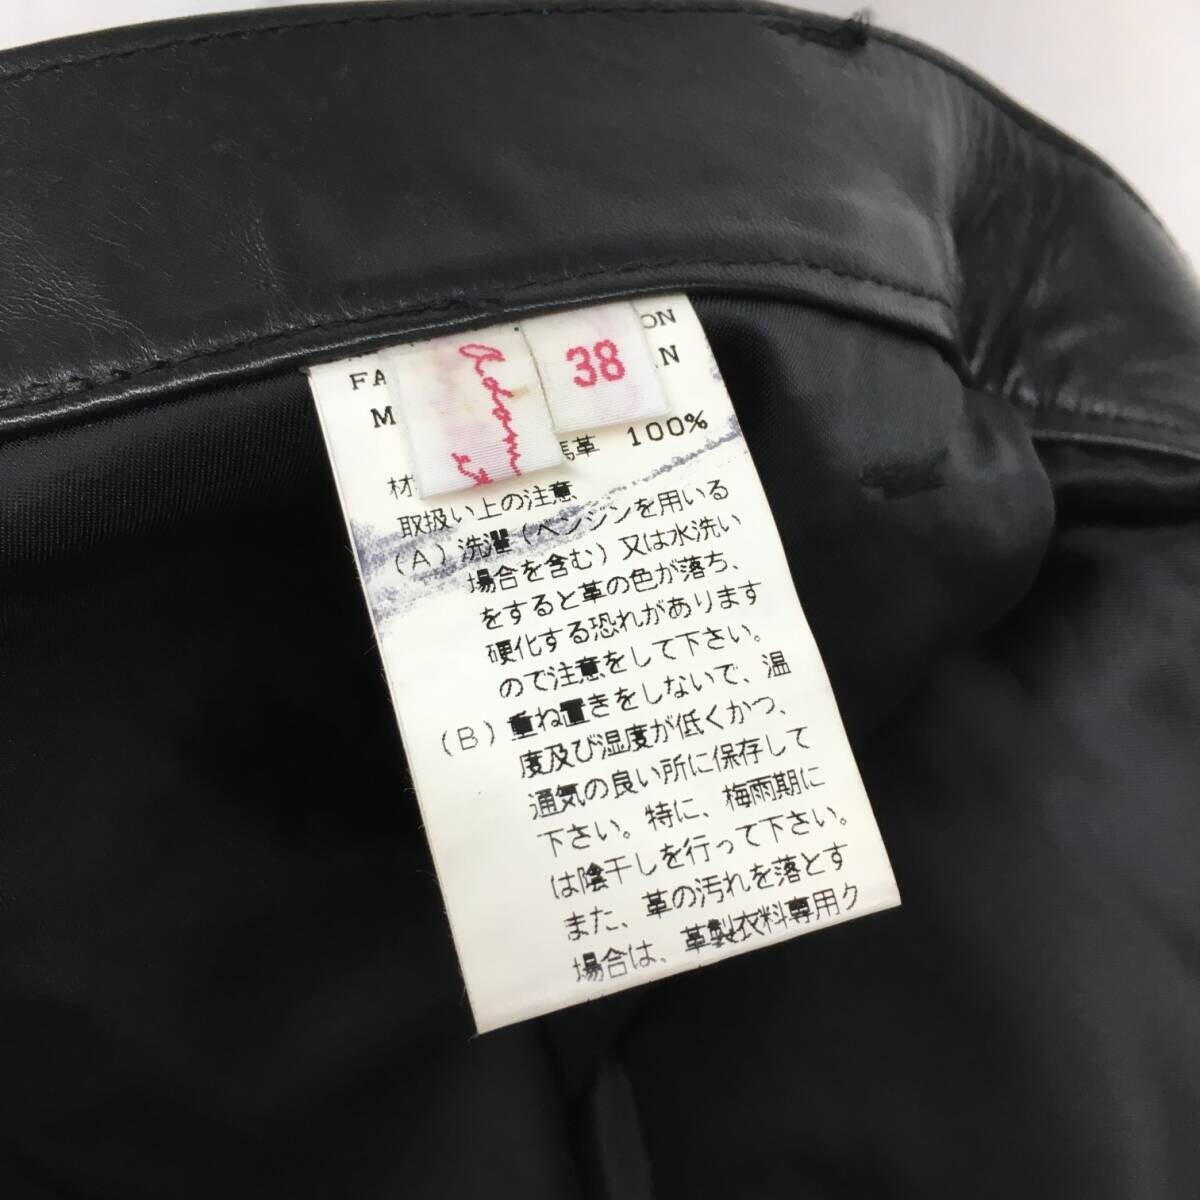 ON
38
FA
N
M
馬革 100%
材
取扱い上の注意
(A)洗濯(ベンジンを用いる
場合を含む)又は水洗い
をすると革の色が落ち、
硬化する恐れがあります
ので注意をして下さい。
(B)重ね置きをしないで、温
度及び湿度が低くかつ、
通気の良い所に保存して
下さい。特に、梅雨期に
は陰干しを行って下さい。
また、革の汚れを落とす
場合は、革製衣料専用ク